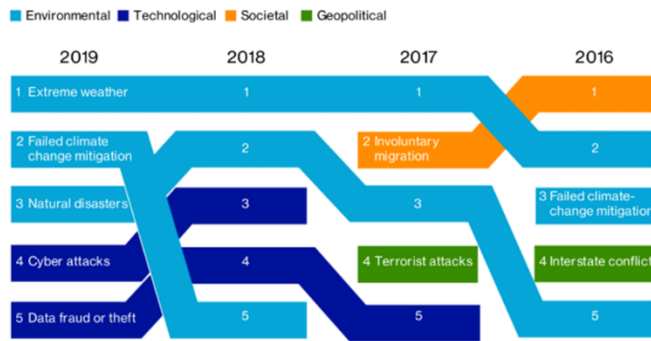 Environmental Technological Societal Geopolitical
2019 2018 2017 2016
1 Extreme weather 1 1 1
2 Failed climate
change mitigation 2 2 Involuntary
migration 2
3 Natural disasters 3 3 3 Failed climate-
change mitigation
4 Cyber attacks 4 4 Terrorist attacks 4 Interstate conflict
5 Data fraud or theft 5 5 5